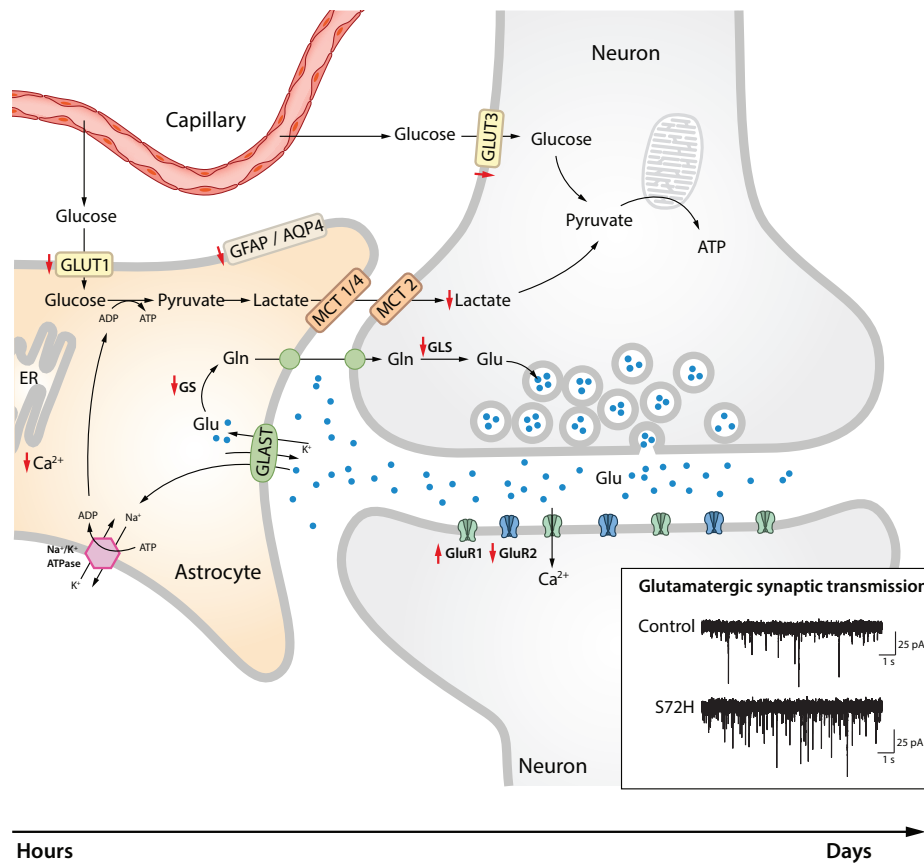 Neuron
Capillary
Glucose
GLUT3
Glucose
Glucose
Pyruvate
ATP
GFAP / AQP4
GLUT1
Glucose
Pyruvate
Lactate
MCT 1/4
MCT 2
Lactate
ADP
ATP
ER
Gln
Gln
GLS
Glu
GS
Glu
GLAST
K⁺
Ca²⁺
Glu
ADP
Na⁺
Na⁺/K⁺
ATPase
ATP
K⁺
Astrocyte
GluR1
GluR2
Ca²⁺
Neuron
Glutamatergic synaptic transmission
Control
25 pA
1 s
S72H
25 pA
1 s
Hours
Days